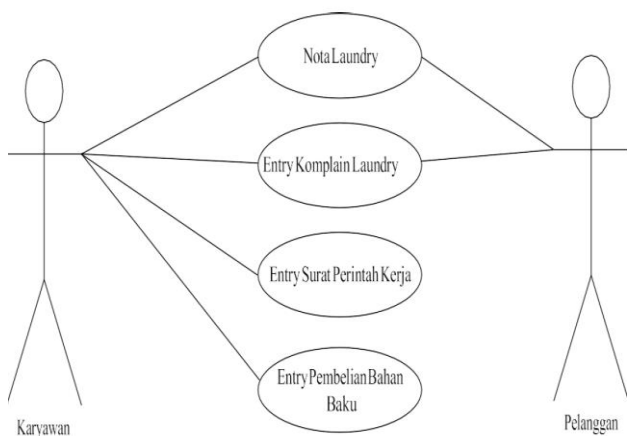 Nota Laundry
Entry Komplain Laundry
Entry Surat Perintah Kerja
Entry Pembelian Bahan
Baku
Karyawan
Pelanggan